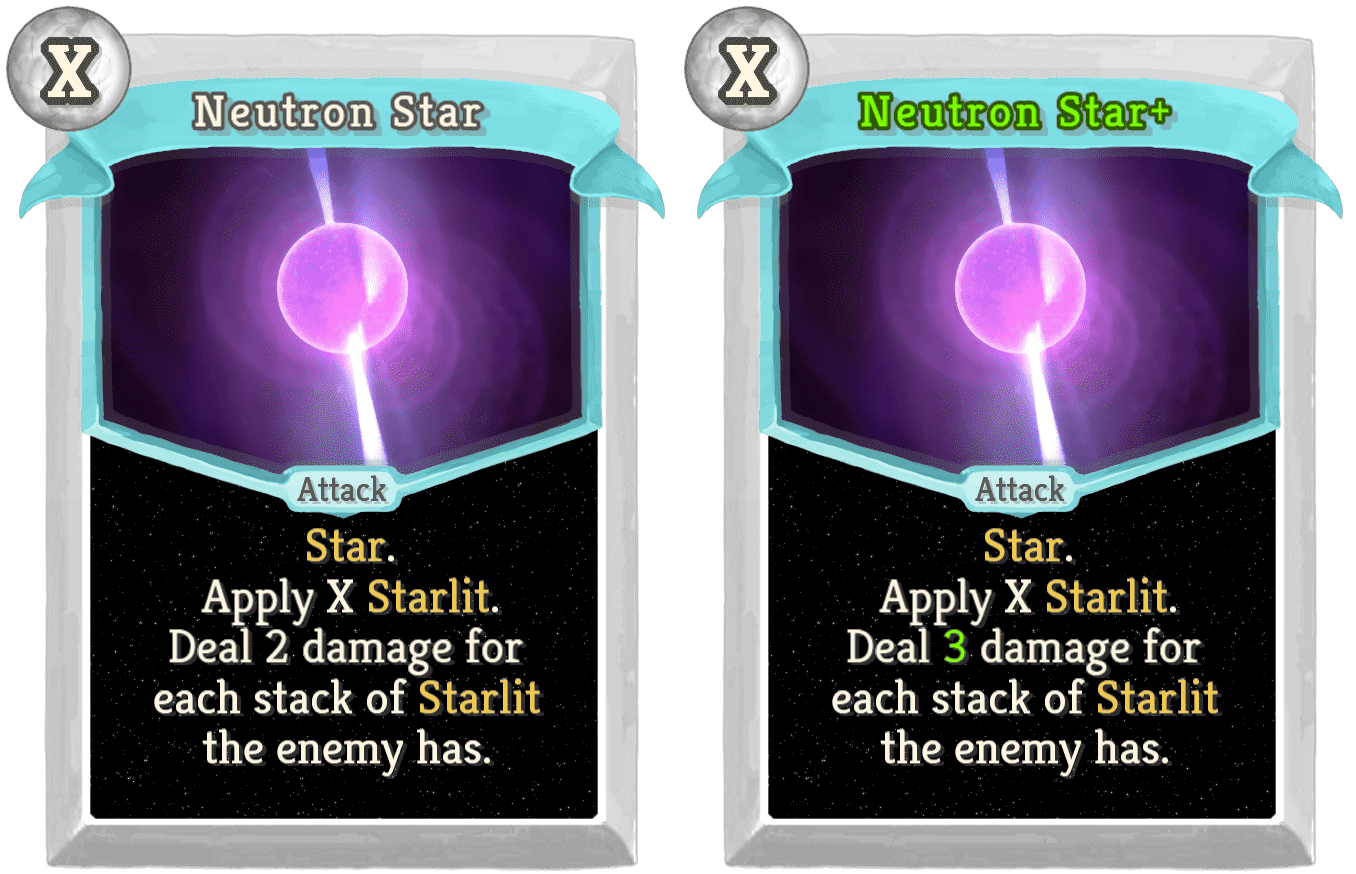 X
Neutron Star
Attack
Star.
Apply X Starlit.
Deal 2 damage for
each stack of Starlit
the enemy has.
X
Neutron Star+
Attack
Star.
Apply X Starlit.
Deal 3 damage for
each stack of Starlit
the enemy has.